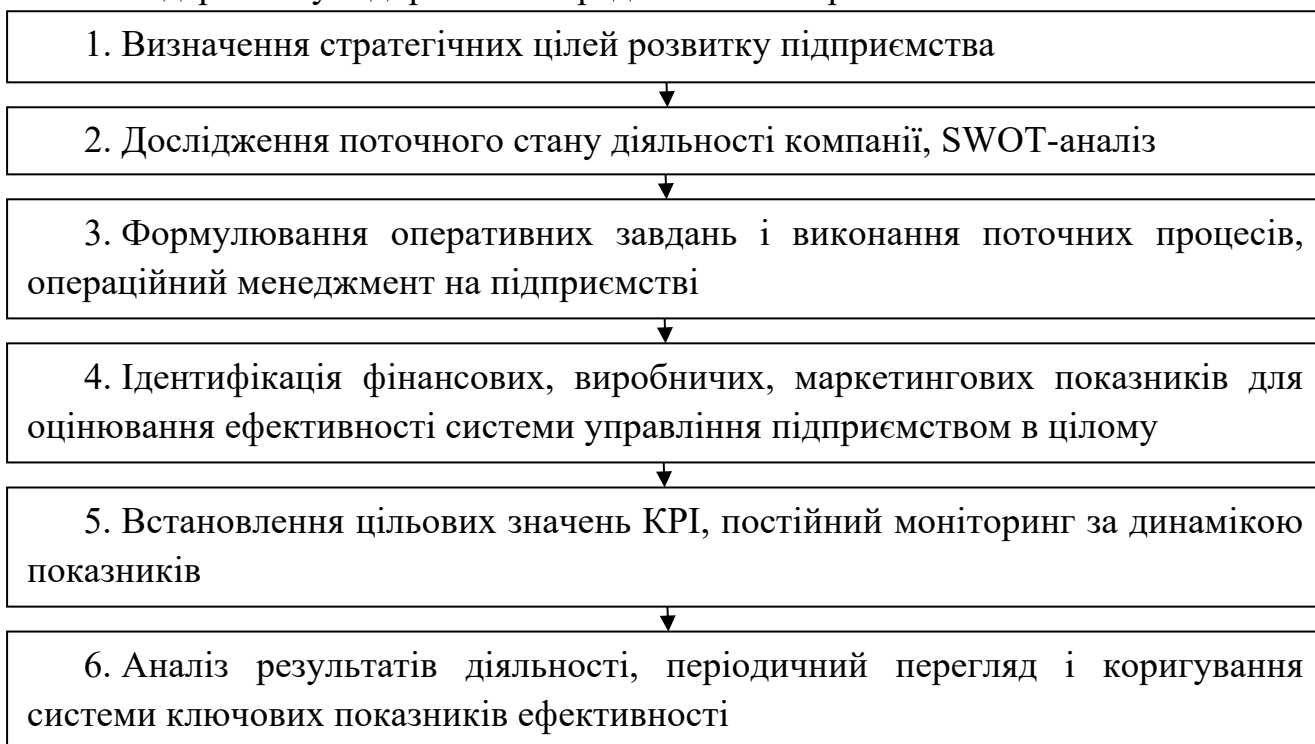 1. Визначення стратегічних цілей розвитку підприємства
2. Дослідження поточного стану діяльності компанії, SWOT-аналіз
3. Формулювання оперативних завдань і виконання поточних процесів,
операційний менеджмент на підприємстві
4. Ідентифікація фінансових, виробничих, маркетингових показників для
оцінювання ефективності системи управління підприємством в цілому
5. Встановлення цільових значень KPI, постійний моніторинг за динамікою
показників
6. Аналіз результатів діяльності, періодичний перегляд і коригування
системи ключових показників ефективності